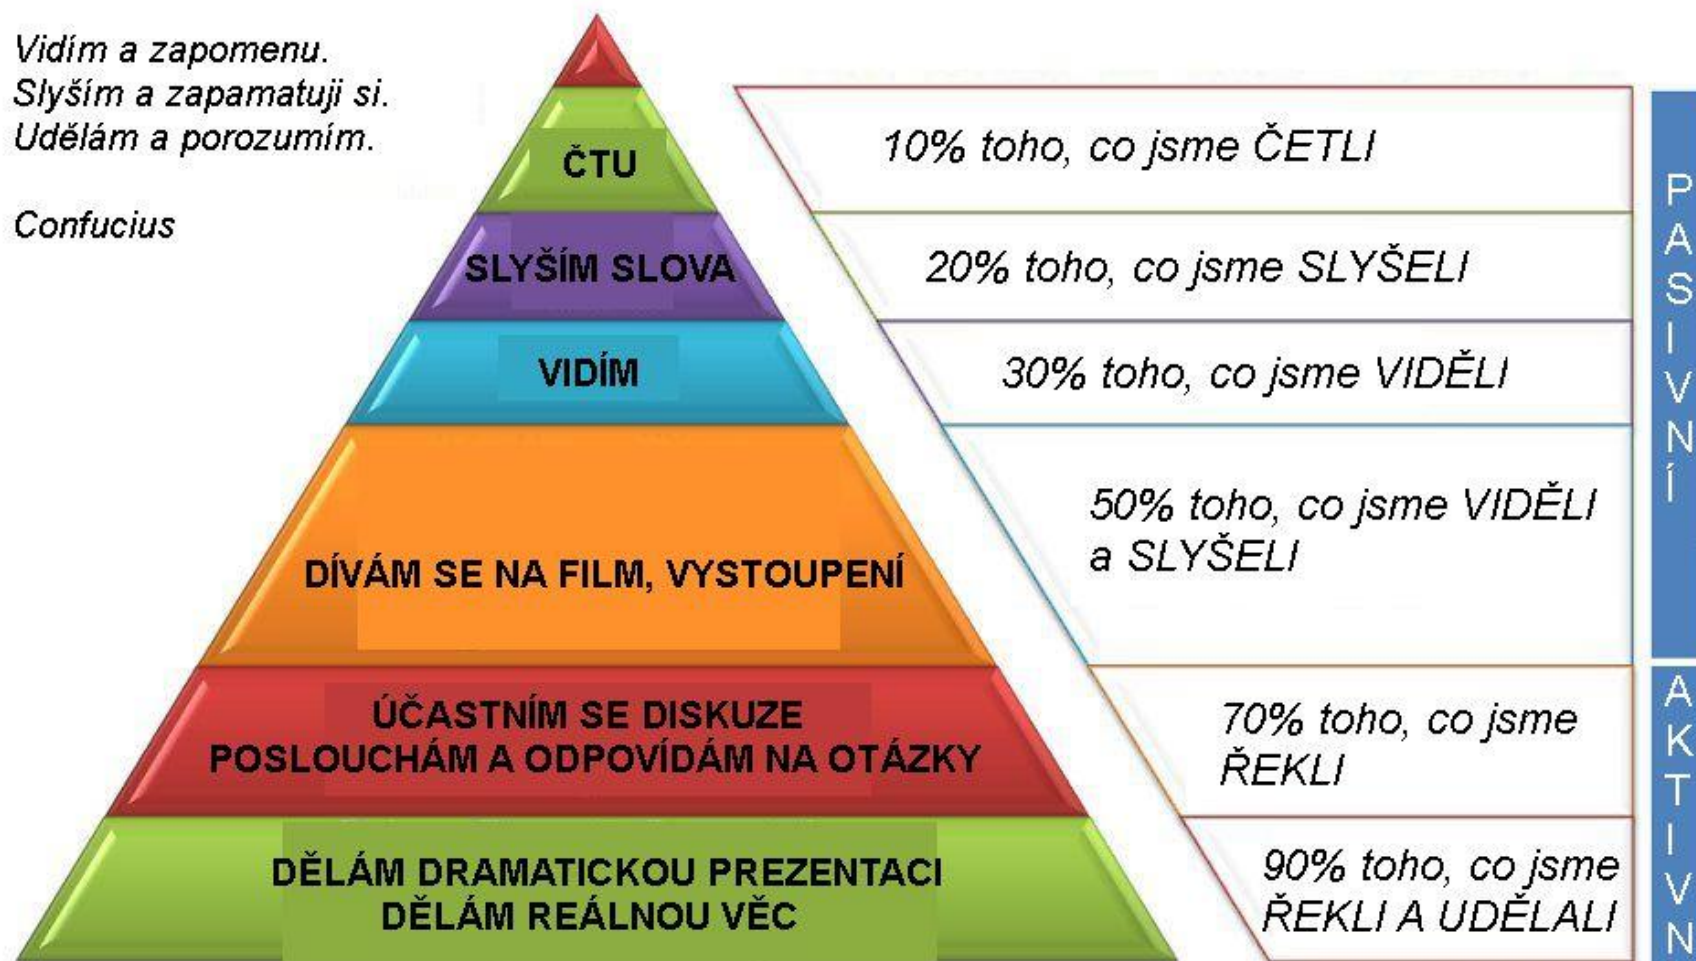 Vidím a zapomenu.
Slyším a zapamatuji si.
Udělám a porozumím.
Confucius
ČTU
10% toho, co jsme ČETLI
SLYŠÍM SLOVA
20% toho, co jsme SLYŠELI
VIDÍM
30% toho, co jsme VIDĚLI
DÍVÁM SE NA FILM, VYSTOUPENÍ
50% toho, co jsme VIDĚLI
a SLYŠELI
ÚČASTNÍM SE DISKUZE
POSLOUCHÁM A ODPOVÍDÁM NA OTÁZKY
70% toho, co jsme
ŘEKLI
DĚLÁM DRAMATICKOU PREZENTACI
DĚLÁM REÁLNOU VĚC
90% toho, co jsme
ŘEKLI A UDĚLALI
PASIVNÍ
AKTIVN